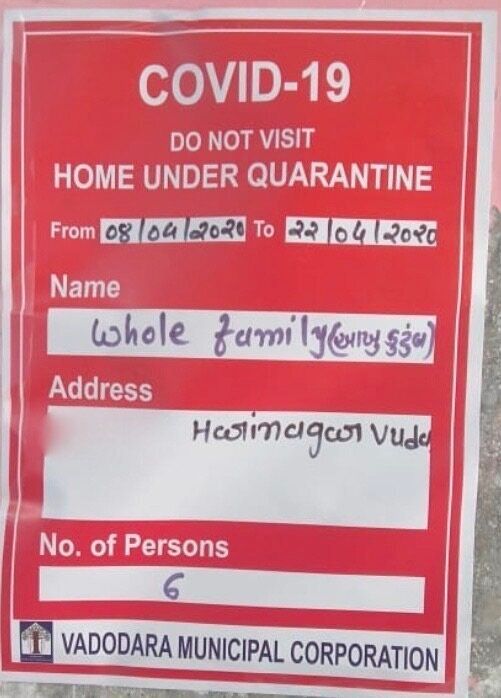 COVID-19
DO NOT VISIT
HOME UNDER QUARANTINE
From 08/04/2020 To 22/04/2020
Name
Whole family (આખુ કુટુંબ)
Address
Harinagar Vuda
No. of Persons
6
VADODARA MUNICIPAL CORPORATION